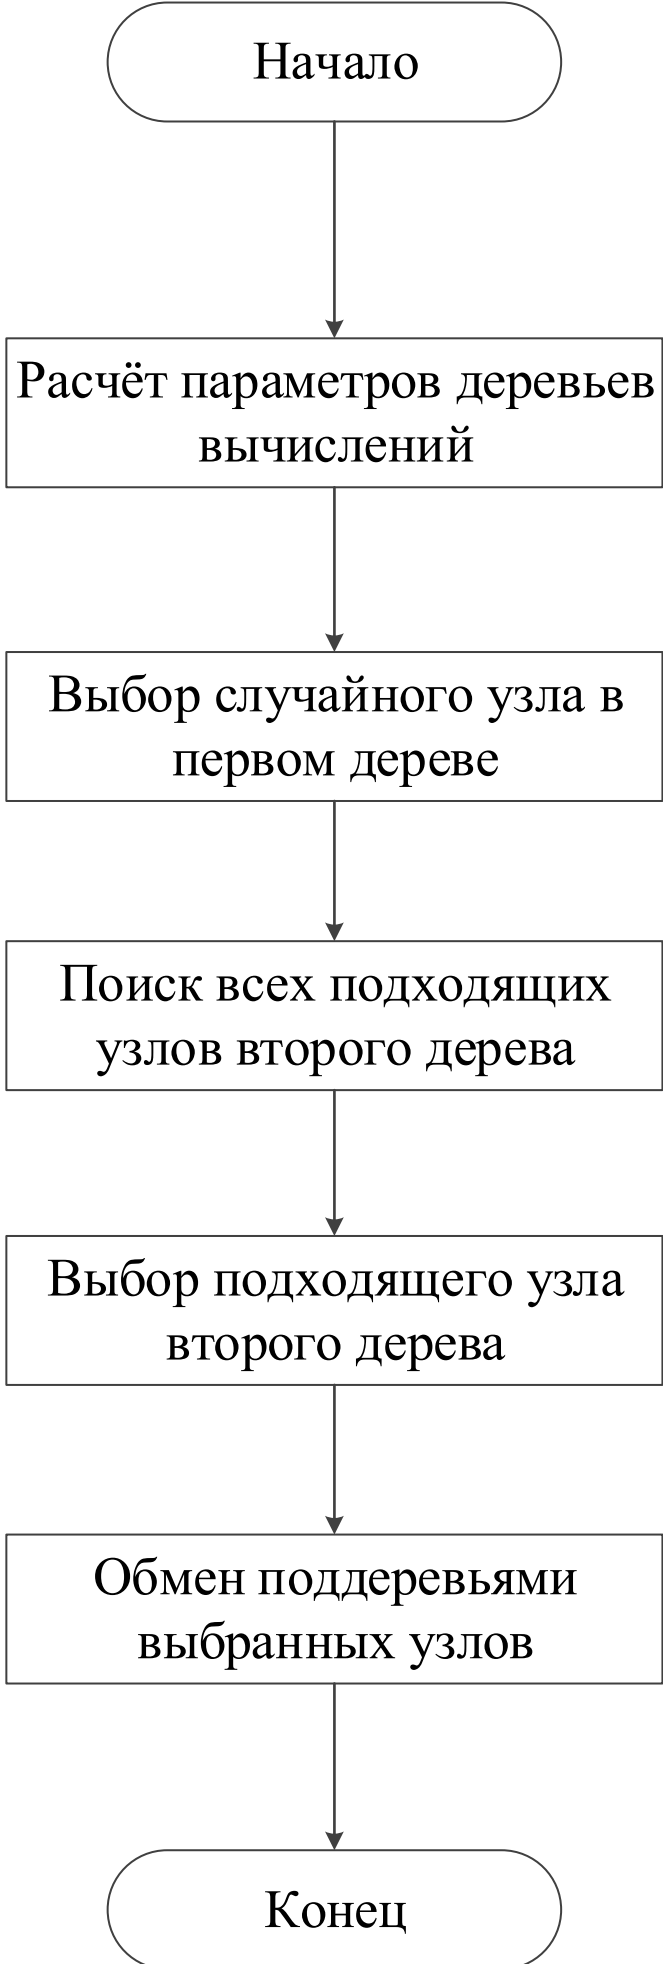 Начало
Расчёт параметров деревьев
вычислений
Выбор случайного узла в
первом дереве
Поиск всех подходящих
узлов второго дерева
Выбор подходящего узла
второго дерева
Обмен поддеревьями
выбранных узлов
Конец